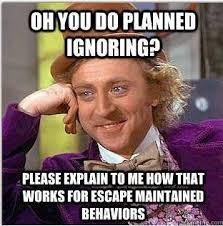 OH YOU DO PLANNED
IGNORING?
PLEASE EXPLAIN TO ME HOW THAT
WORKS FOR ESCAPE MAINTAINED
BEHAVIORS